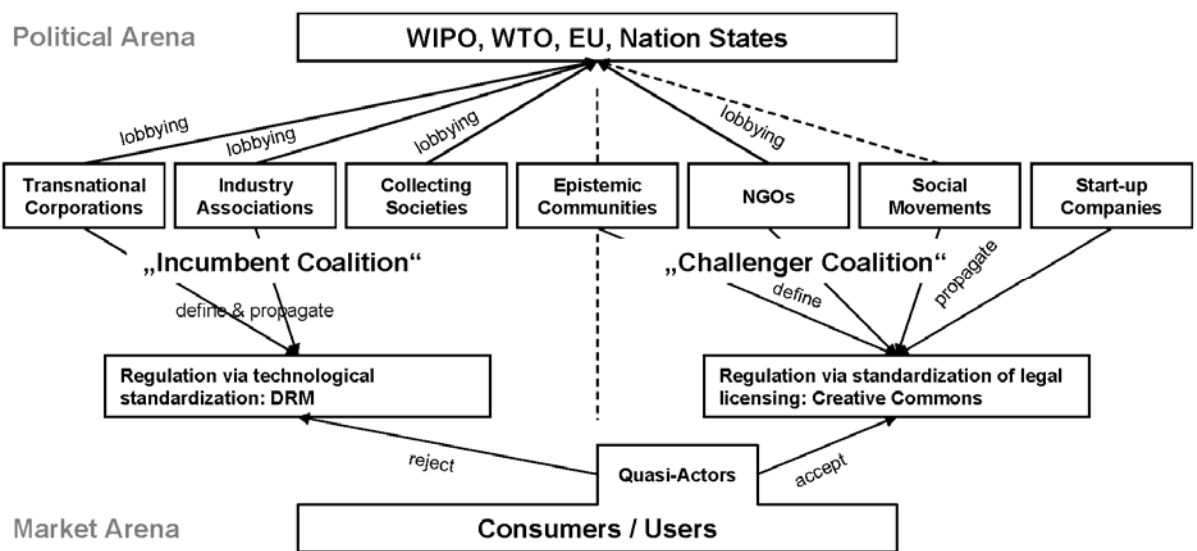 Political Arena
WIPO, WTO, EU, Nation States
lobbying
lobbying
lobbying
lobbying
Transnational
Corporations
Industry
Associations
Collecting
Societies
Epistemic
Communities
NGOs
Social
Movements
Start-up
Companies
„Incumbent Coalition“
„Challenger Coalition“
define & propagate
define
propagate
Regulation via technological
standardization: DRM
Regulation via standardization of legal
licensing: Creative Commons
reject
Quasi-Actors
accept
Market Arena
Consumers / Users